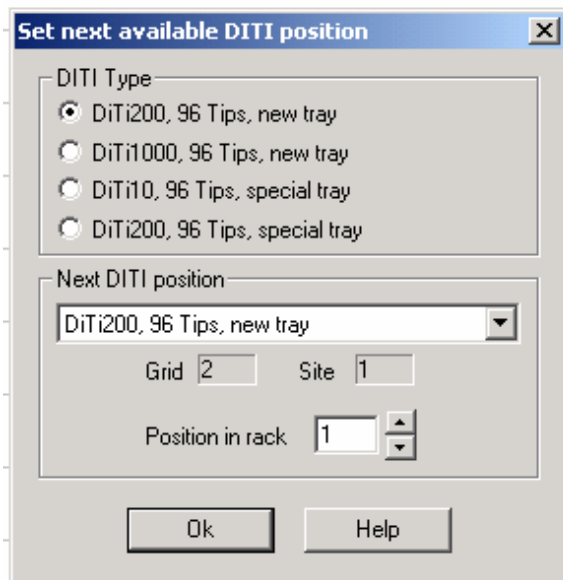 Set next available DITI position
DITI Type
DiTi200, 96 Tips, new tray
DiTi1000, 96 Tips, new tray
DiTi10, 96 Tips, special tray
DiTi200, 96 Tips, special tray
Next DITI position
DiTi200, 96 Tips, new tray
Grid 2 Site 1
Position in rack 1
Ok Help